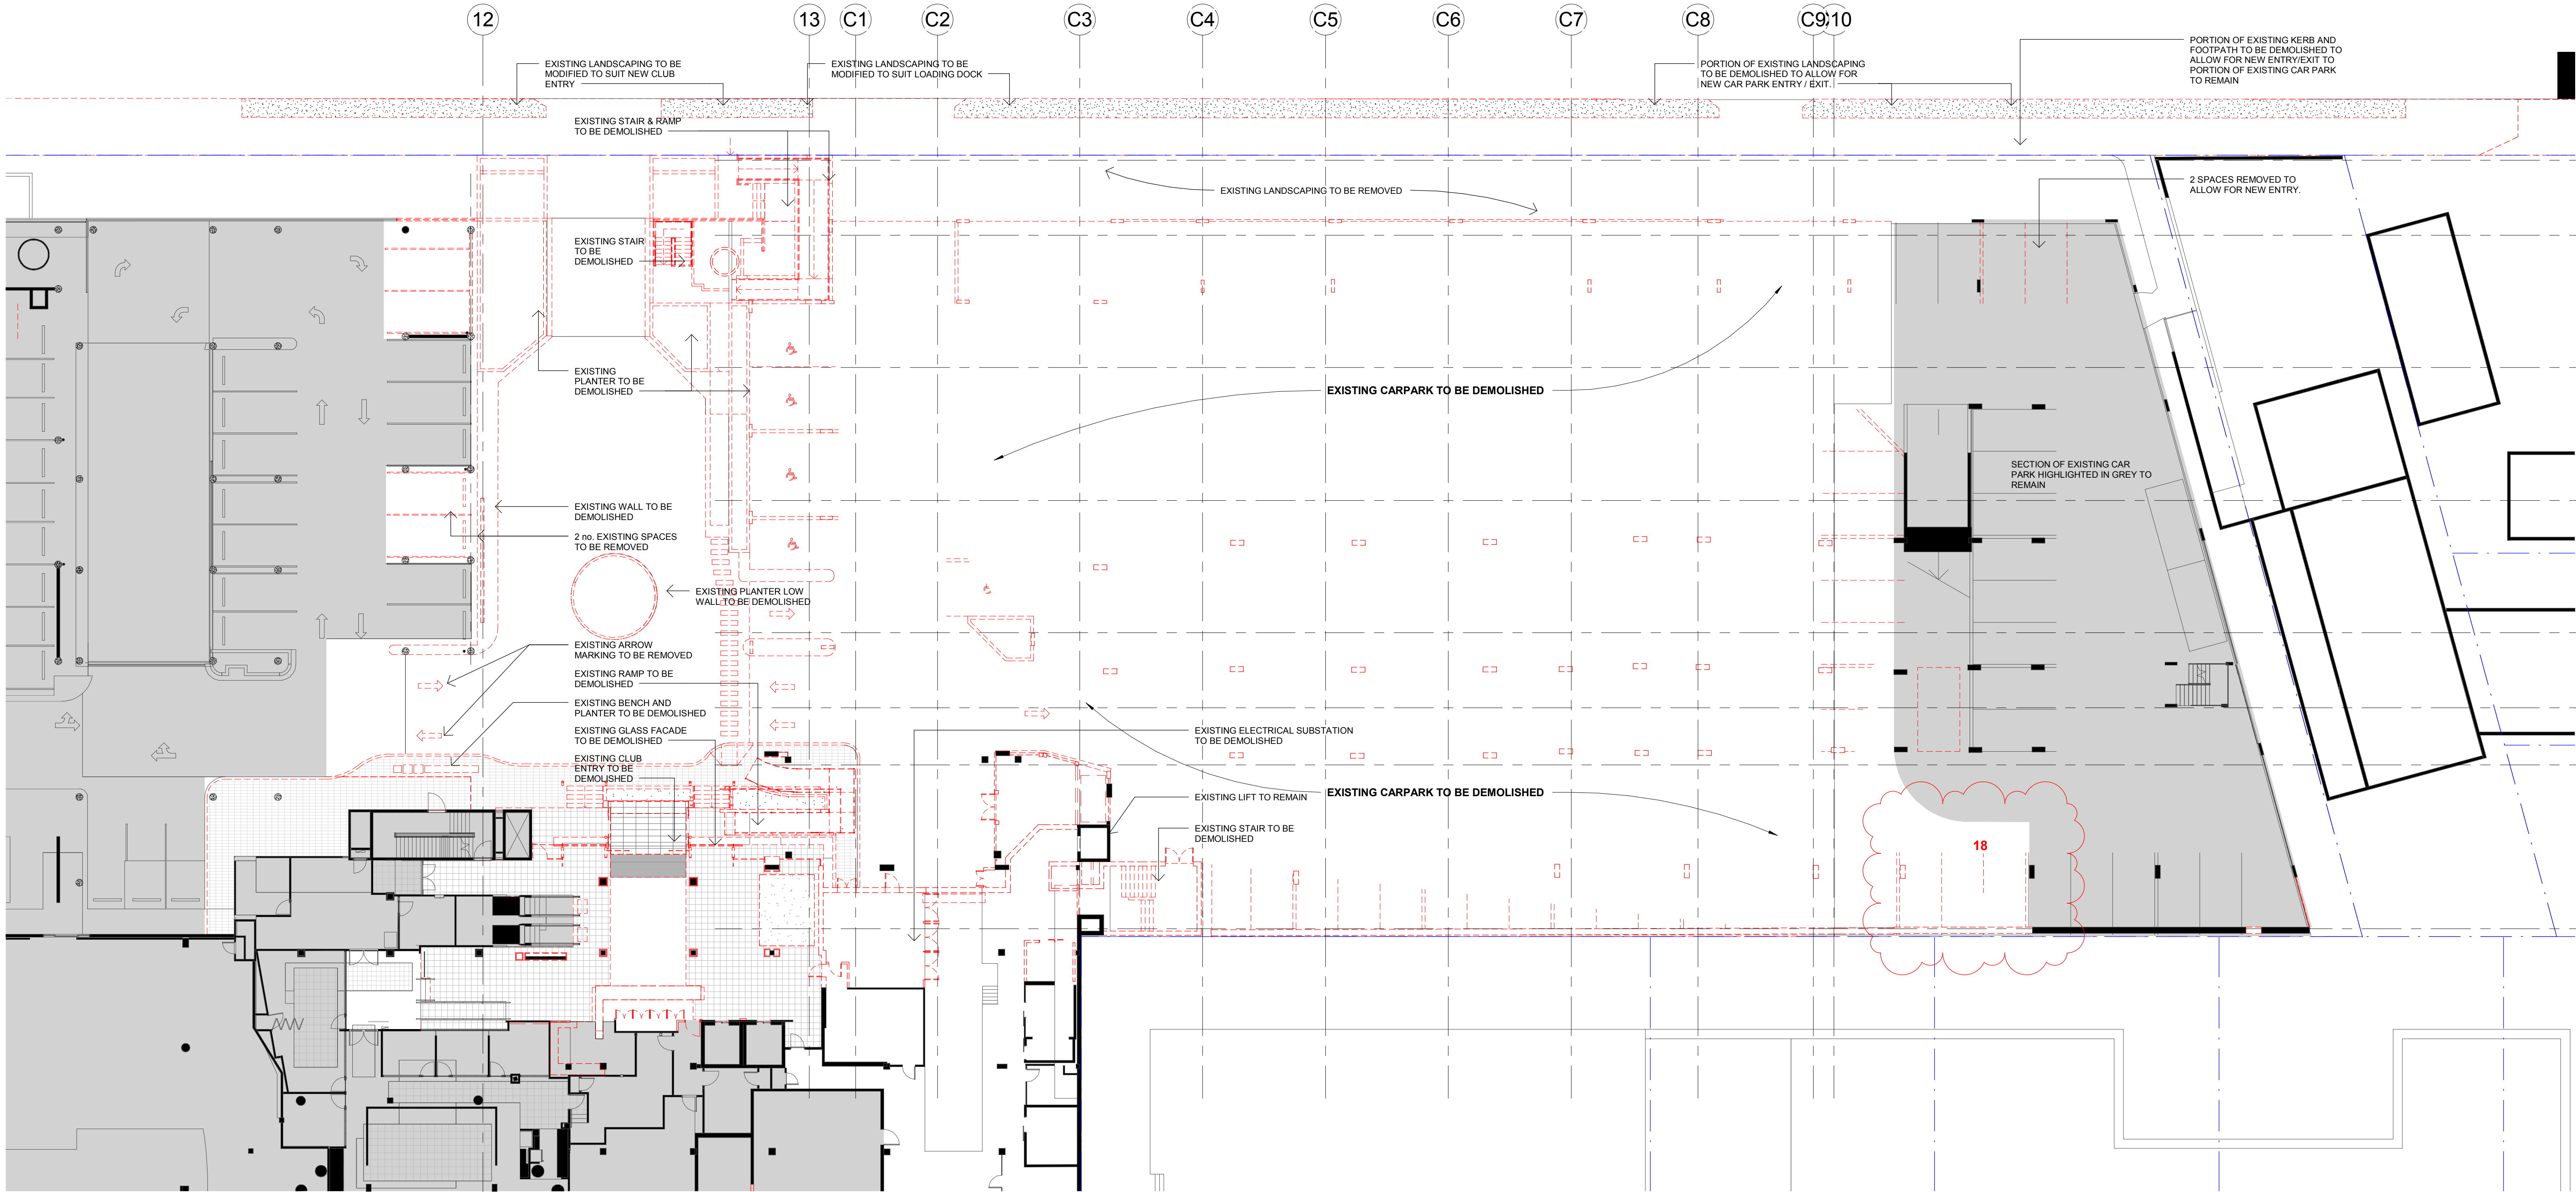 12
13
C1
C2
C3
C4
C5
C6
C7
C8
C9
10
EXISTING LANDSCAPING TO BE
MODIFIED TO SUIT NEW CLUB
ENTRY
EXISTING LANDSCAPING TO BE
MODIFIED TO SUIT LOADING DOCK
PORTION OF EXISTING LANDSCAPING
TO BE DEMOLISHED TO ALLOW FOR
NEW CAR PARK ENTRY / EXIT.
PORTION OF EXISTING KERB AND
FOOTPATH TO BE DEMOLISHED TO
ALLOW FOR NEW ENTRY/EXIT TO
PORTION OF EXISTING CAR PARK
TO REMAIN
EXISTING STAIR & RAMP
TO BE DEMOLISHED
EXISTING LANDSCAPING TO BE REMOVED
2 SPACES REMOVED TO
ALLOW FOR NEW ENTRY.
EXISTING STAIR
TO BE
DEMOLISHED
EXISTING
PLANTER TO BE
DEMOLISHED
EXISTING CARPARK TO BE DEMOLISHED
SECTION OF EXISTING CAR
PARK HIGHLIGHTED IN GREY TO
REMAIN
EXISTING WALL TO BE
DEMOLISHED
2 no. EXISTING SPACES
TO BE REMOVED
EXISTING PLANTER LOW
WALL TO BE DEMOLISHED
EXISTING ARROW
MARKING TO BE REMOVED
EXISTING RAMP TO BE
DEMOLISHED
EXISTING BENCH AND
PLANTER TO BE DEMOLISHED
EXISTING GLASS FACADE
TO BE DEMOLISHED
EXISTING CLUB
ENTRY TO BE
DEMOLISHED
EXISTING ELECTRICAL SUBSTATION
TO BE DEMOLISHED
EXISTING LIFT TO REMAIN
EXISTING CARPARK TO BE DEMOLISHED
EXISTING STAIR TO BE
DEMOLISHED
18